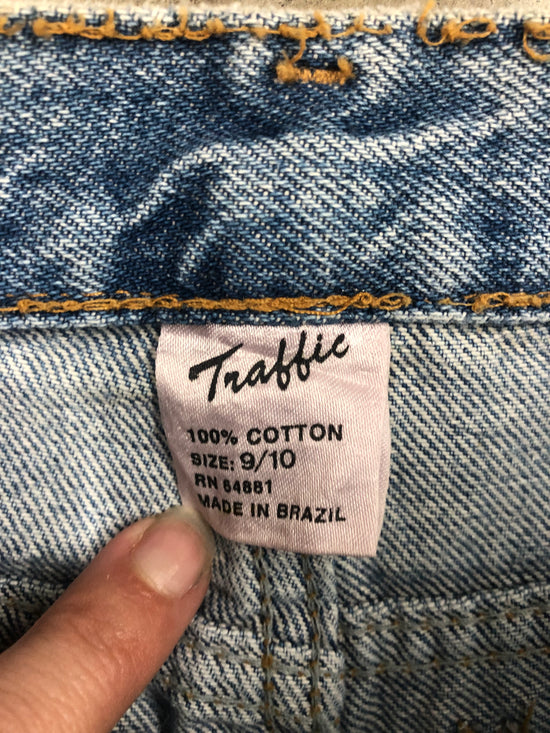 Traffic
100% COTTON
SIZE: 9/10
RN 64881
MADE IN BRAZIL